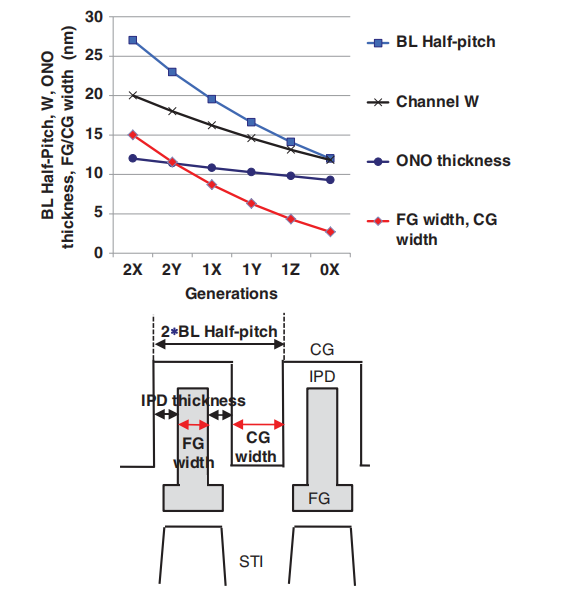 BL Half-Pitch, W, ONO
thickness, FG/CG width (nm)
30
25
20
15
10
5
0
2X 2Y 1X 1Y 1Z 0X
Generations
BL Half-pitch
Channel W
ONO thickness
FG width, CG
width
2*BL Half-pitch
CG
IPD
IPD thickness
FG
width
CG
width
FG
STI